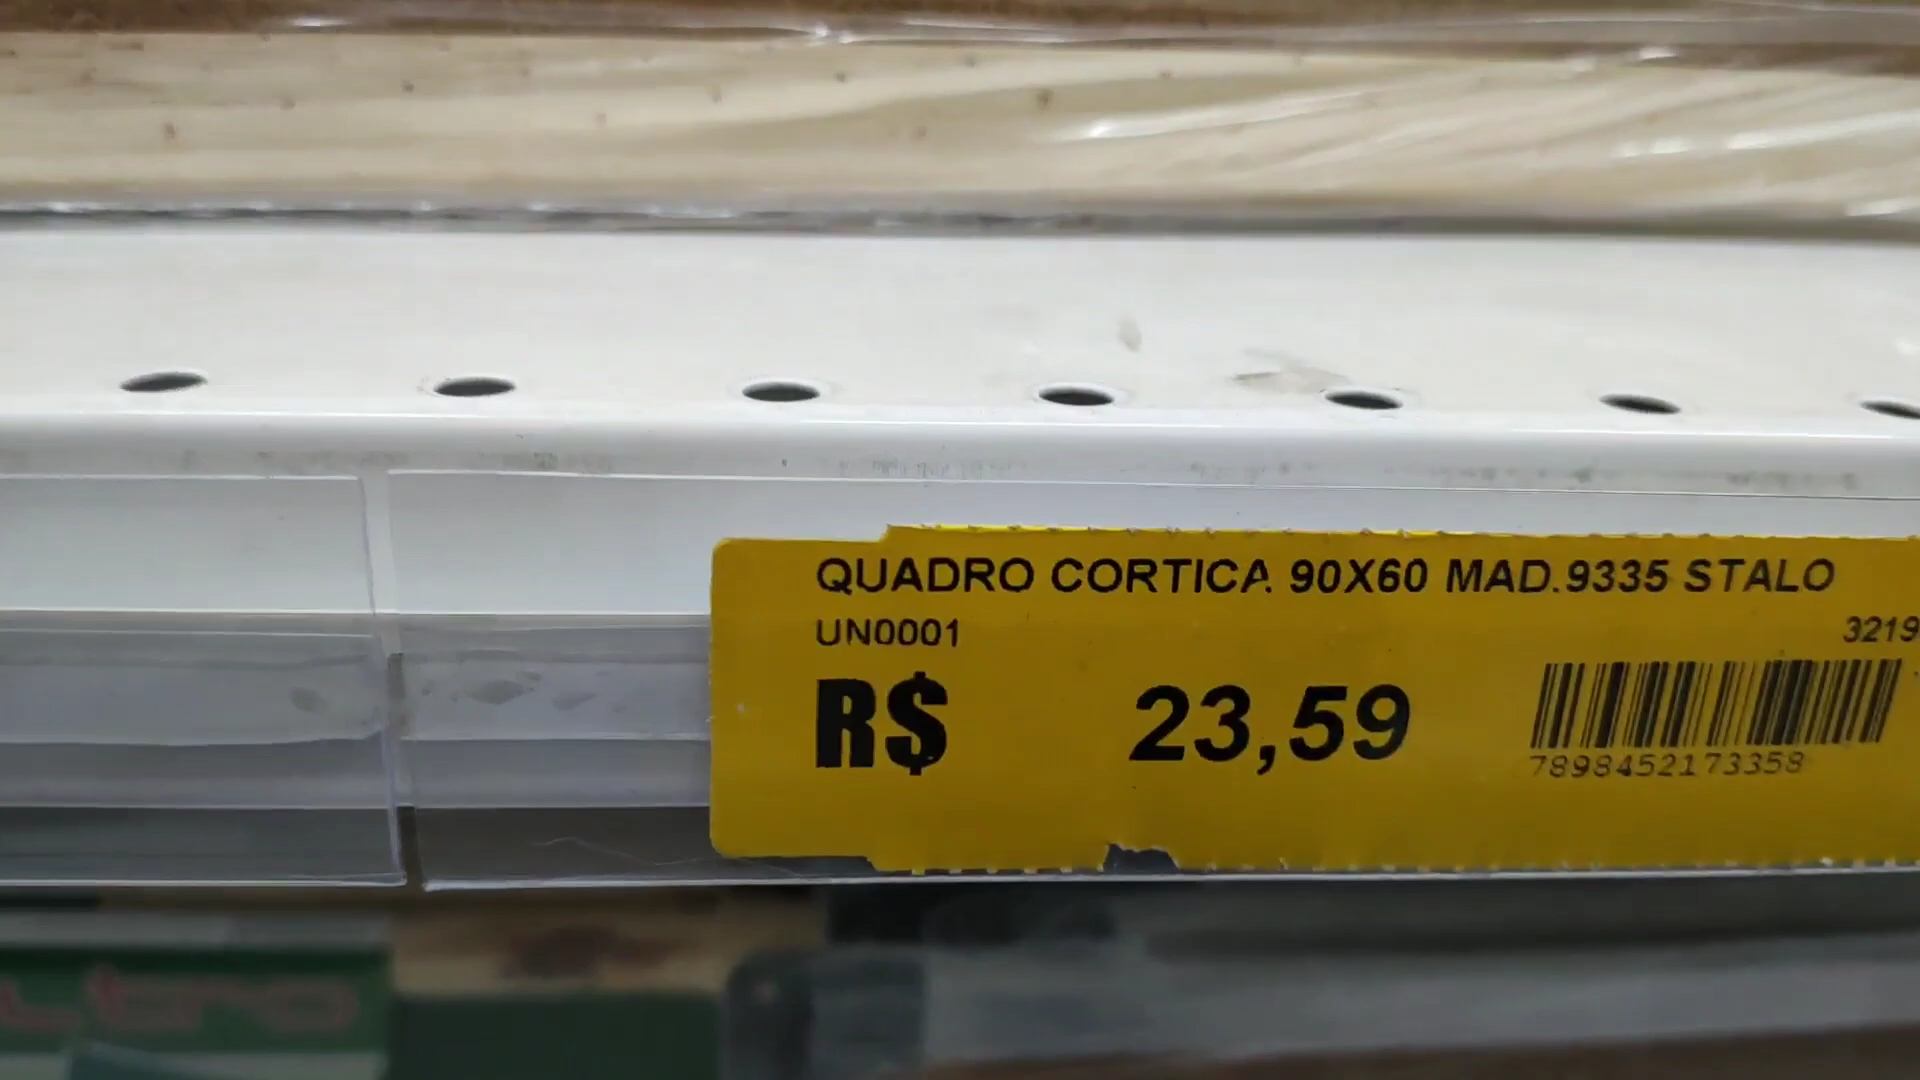 QUADRO CORTICA 90X60 MAD.9335 STALO
UN0001
3219
R$ 23,59
7898452173358